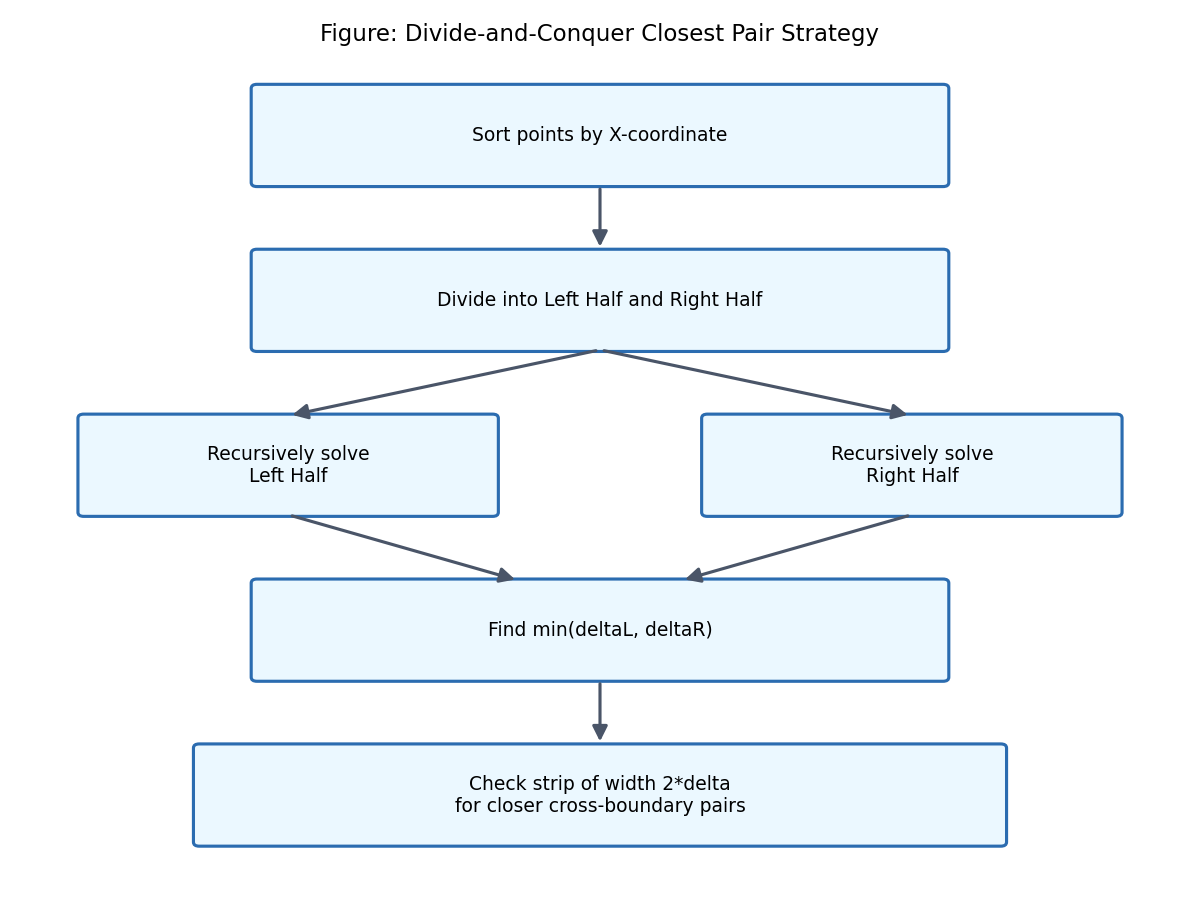 Figure: Divide-and-Conquer Closest Pair Strategy
Sort points by X-coordinate
Divide into Left Half and Right Half
Recursively solve
Left Half
Recursively solve
Right Half
Find min(deltaL, deltaR)
Check strip of width 2*delta
for closer cross-boundary pairs